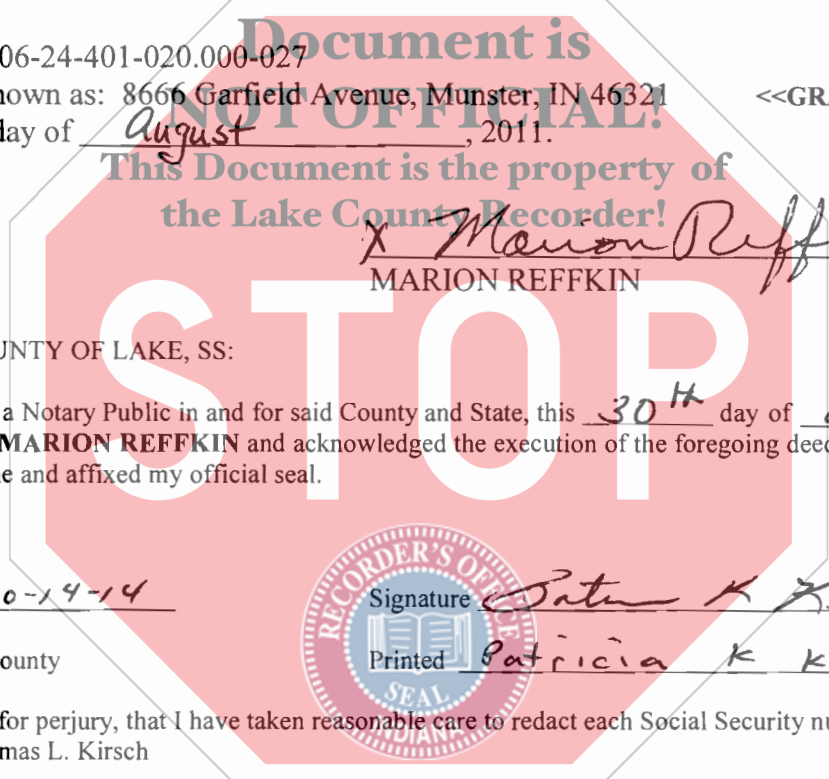 Document is
06-24-401-020.000-027
nown as: 8666 Garfield Avenue, Munster, IN 46321 <<GRA
NOT OFFICIAL!
day of August, 2011.
This Document is the property of
the Lake County Recorder!
X Marion Reff
MARION REFFKIN
STOP
UNTY OF LAKE, SS:
a Notary Public in and for said County and State, this 30th day of
MARION REFFKIN and acknowledged the execution of the foregoing deed
e and affixed my official seal.
RECORDER'S OFFICE
0-14-14 Signature K K
ounty Printed Patricia K K
SEAL
INDIANA
for perjury, that I have taken reasonable care to redact each Social Security nu
mas L. Kirsch